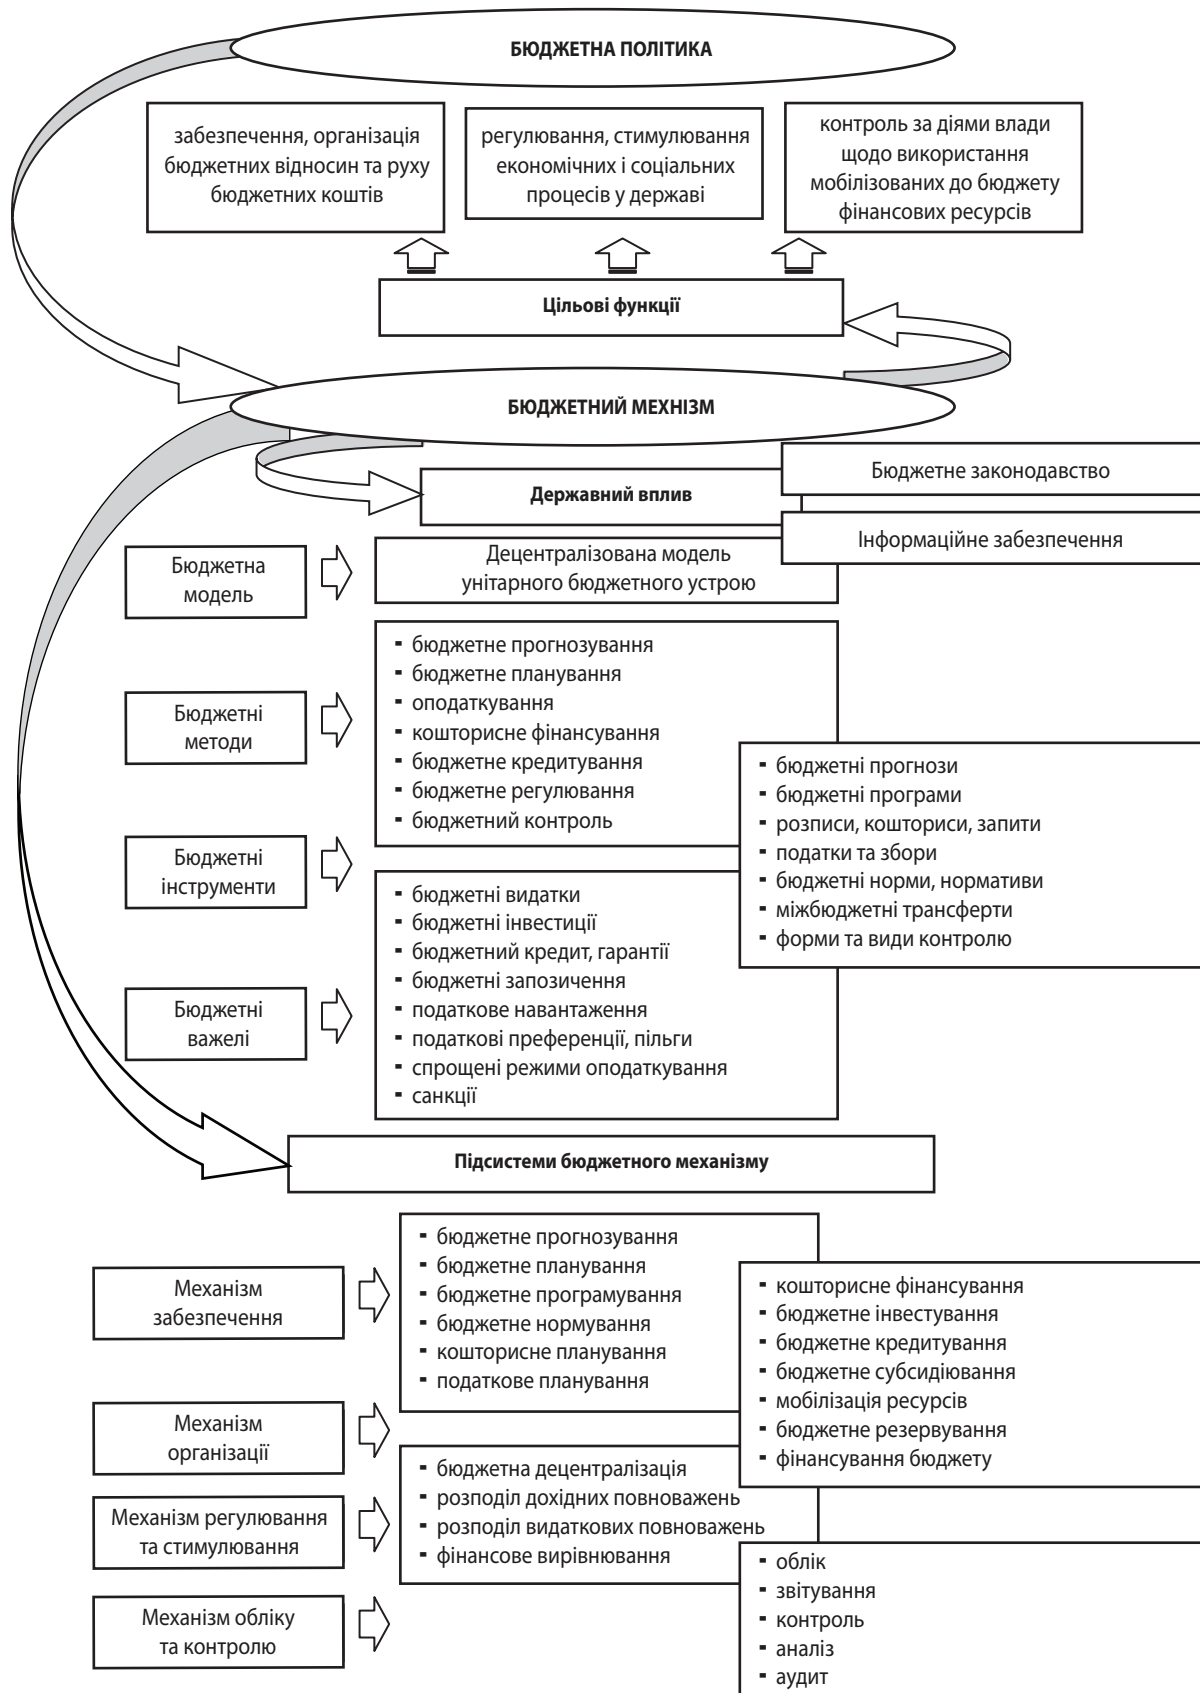 БЮДЖЕТНА ПОЛІТИКА
забезпечення, організація
бюджетних відносин та руху
бюджетних коштів
регулювання, стимулювання
економічних і соціальних
процесів у державі
контроль за діями влади
щодо використання
мобілізованих до бюджету
фінансових ресурсів
Цільові функції
БЮДЖЕТНИЙ МЕХНІЗМ
Державний вплив
Бюджетне законодавство
Інформаційне забезпечення
Бюджетна
модель
Децентралізована модель
унітарного бюджетного устрою
Бюджетні
методи
▪ бюджетне прогнозування
▪ бюджетне планування
▪ оподаткування
▪ кошторисне фінансування
▪ бюджетне кредитування
▪ бюджетне регулювання
▪ бюджетний контроль
Бюджетні
інструменти
▪ бюджетні прогнози
▪ бюджетні програми
▪ розписи, кошториси, запити
▪ податки та збори
▪ бюджетні норми, нормативи
▪ міжбюджетні трансферти
▪ форми та види контролю
Бюджетні
важелі
▪ бюджетні видатки
▪ бюджетні інвестиції
▪ бюджетний кредит, гарантії
▪ бюджетні запозичення
▪ податкове навантаження
▪ податкові преференції, пільги
▪ спрощені режими оподаткування
▪ санкції
Підсистеми бюджетного механізму
Механізм
забезпечення
▪ бюджетне прогнозування
▪ бюджетне планування
▪ бюджетне програмування
▪ бюджетне нормування
▪ кошторисне планування
▪ податкове планування
Механізм
організації
▪ кошторисне фінансування
▪ бюджетне інвестування
▪ бюджетне кредитування
▪ бюджетне субсидіювання
▪ мобілізація ресурсів
▪ бюджетне резервування
▪ фінансування бюджету
Механізм регулювання
та стимулювання
▪ бюджетна децентралізація
▪ розподіл дохідних повноважень
▪ розподіл видаткових повноважень
▪ фінансове вирівнювання
Механізм обліку
та контролю
▪ облік
▪ звітування
▪ контроль
▪ аналіз
▪ аудит